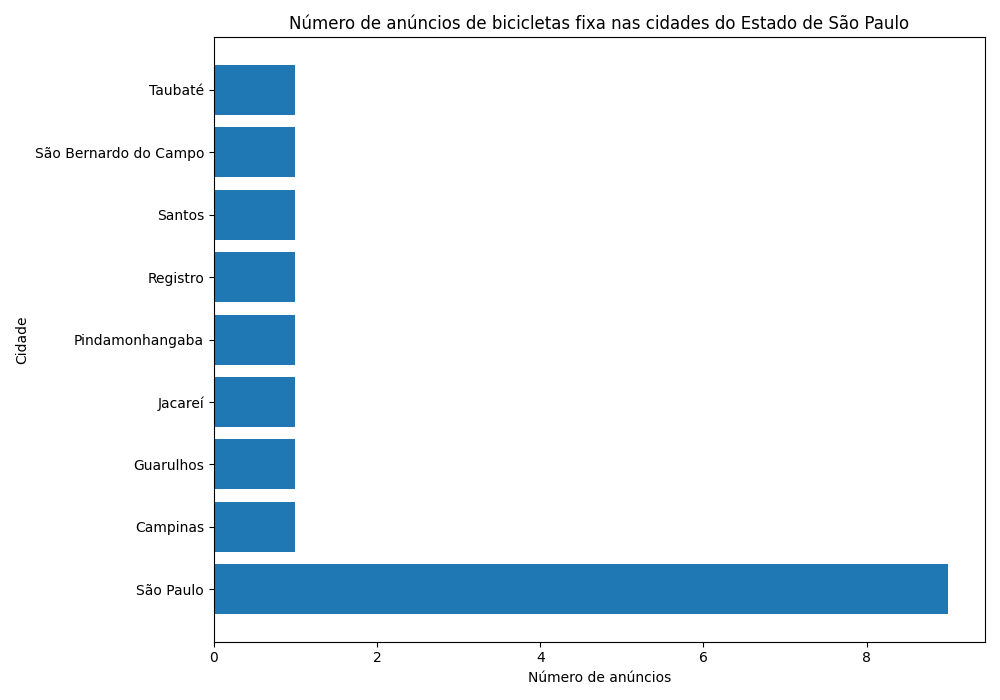 Número de anúncios de bicicletas fixa nas cidades do Estado de São Paulo
Taubaté
São Bernardo do Campo
Santos
Registro
Pindamonhangaba
Jacareí
Guarulhos
Campinas
São Paulo
Cidade
0 2 4 6 8
Número de anúncios